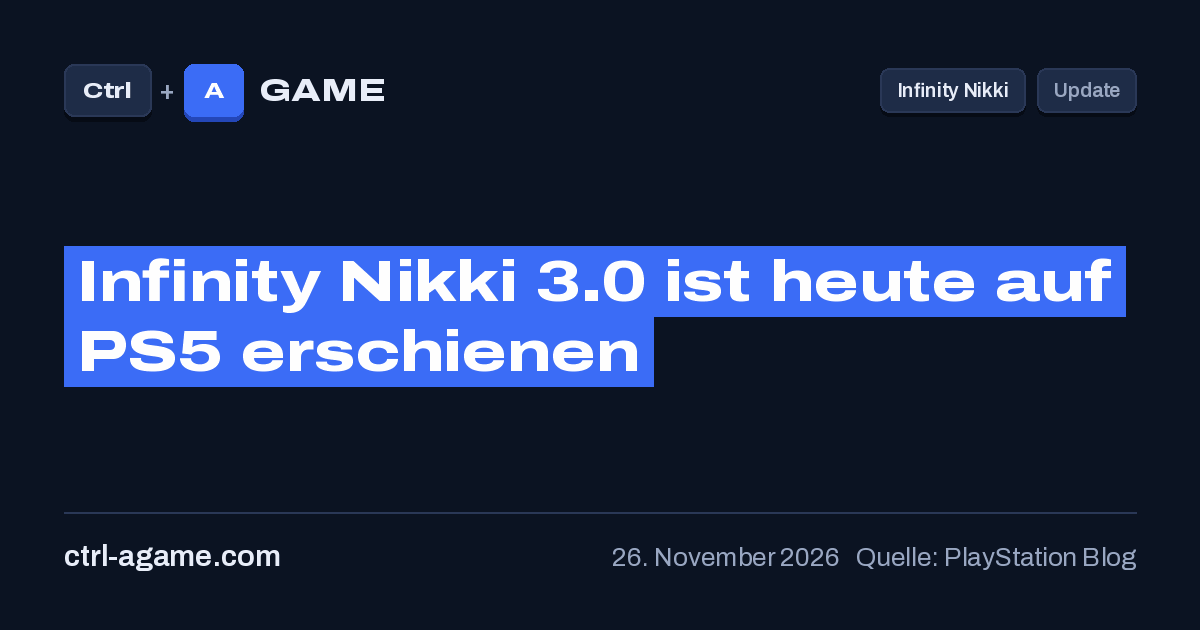 Ctrl + A GAME
Infinity Nikki Update
Infinity Nikki 3.0 ist heute auf
PS5 erschienen
ctrl-agame.com
26. November 2026 Quelle: PlayStation Blog